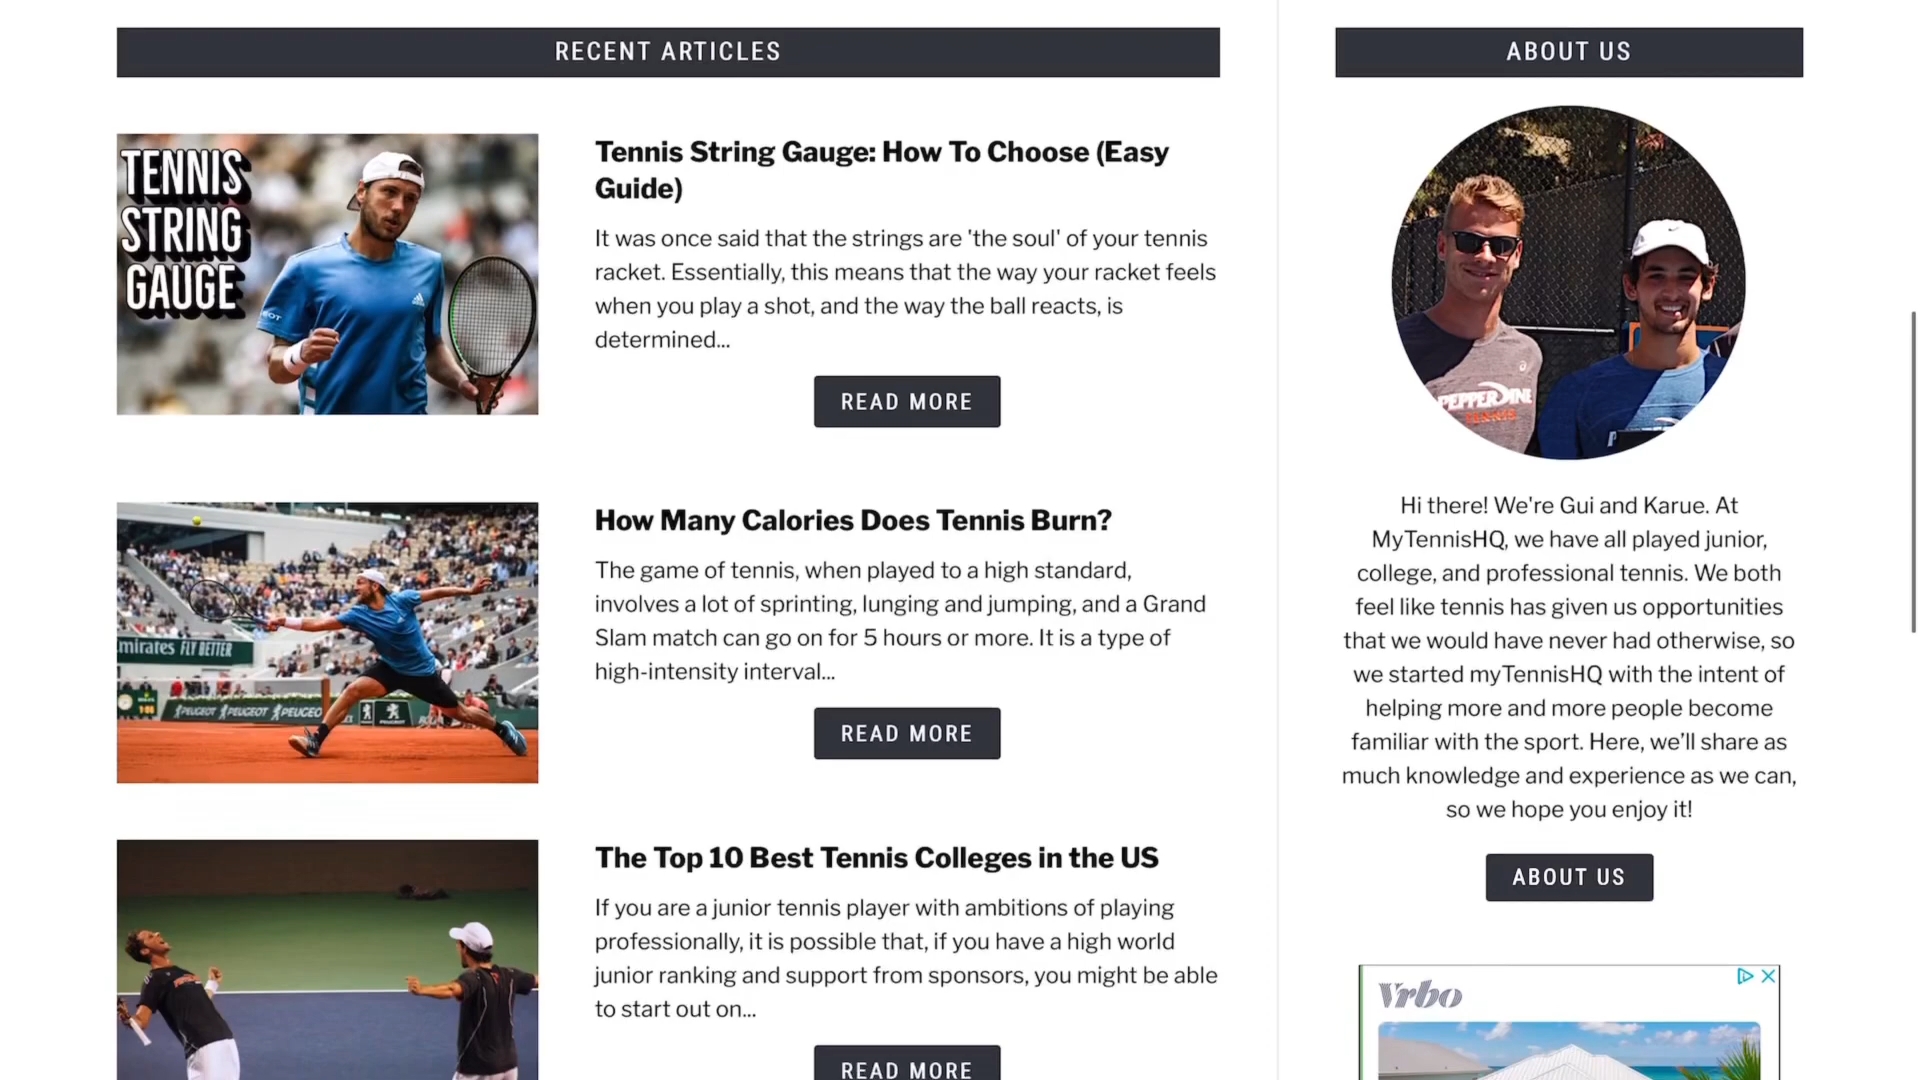 RECENT ARTICLES
TENNIS
STRING
GAUGE
Tennis String Gauge: How To Choose (Easy
Guide)
It was once said that the strings are 'the soul' of your tennis
racket. Essentially, this means that the way your racket feels
when you play a shot, and the way the ball reacts, is
determined...
READ MORE
mirates FLY BETTER
PEUGEOT PEUGEOT PEUGEO
How Many Calories Does Tennis Burn?
The game of tennis, when played to a high standard,
involves a lot of sprinting, lunging and jumping, and a Grand
Slam match can go on for 5 hours or more. It is a type of
high-intensity interval...
READ MORE
The Top 10 Best Tennis Colleges in the US
If you are a junior tennis player with ambitions of playing
professionally, it is possible that, if you have a high world
junior ranking and support from sponsors, you might be able
to start out on...
READ MORE
ABOUT US
PEPPERDINE
TENNIS
Hi there! We're Gui and Karue. At
MyTennisHQ, we have all played junior,
college, and professional tennis. We both
feel like tennis has given us opportunities
that we would have never had otherwise, so
we started myTennisHQ with the intent of
helping more and more people become
familiar with the sport. Here, we'll share as
much knowledge and experience as we can,
so we hope you enjoy it!
ABOUT US
Vrbo